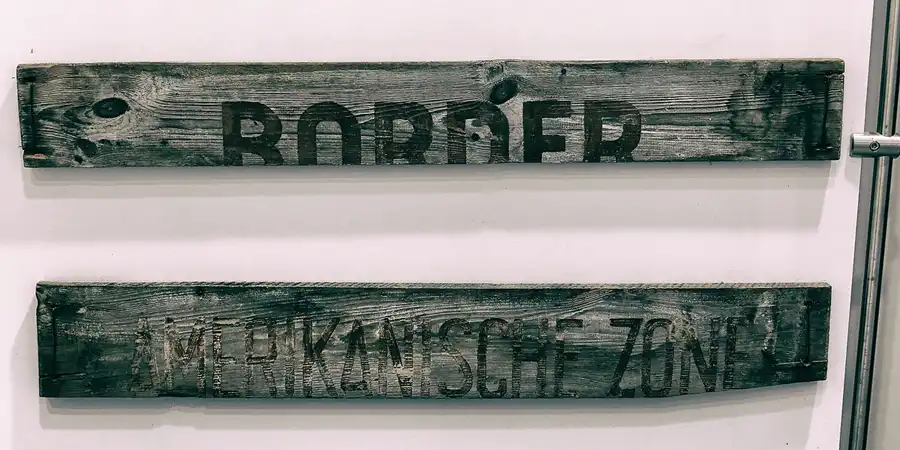 BORDER
AMERIKANISCHE ZONE